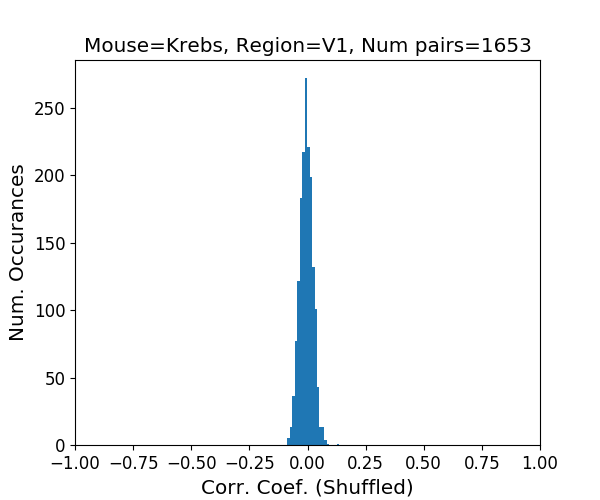 Mouse=Krebs, Region=V1, Num pairs=1653
Num. Occurances
250
200
150
100
50
0
−1.00 −0.75 −0.50 −0.25 0.00 0.25 0.50 0.75 1.00
Corr. Coef. (Shuffled)